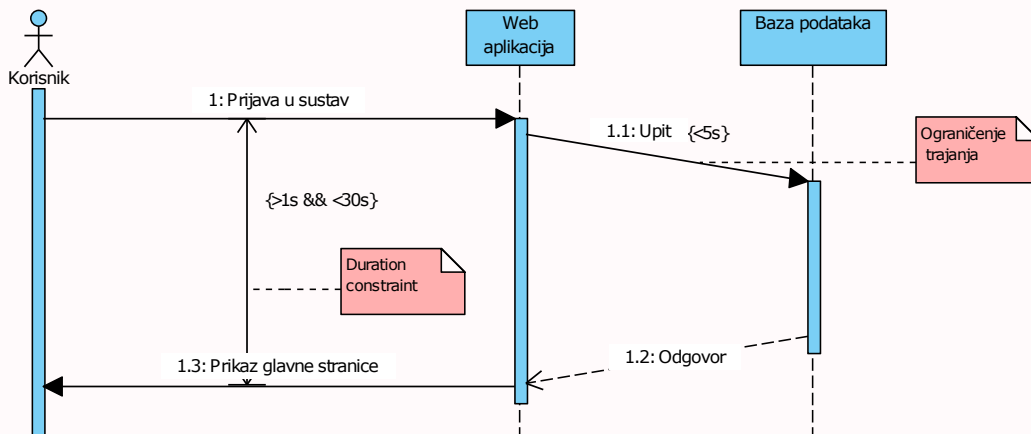 Web
aplikacija
Baza podataka
Korisnik
1: Prijava u sustav
1.1: Upit {<5s}
Ograničenje
trajanja
{>1s && <30s}
Duration
constraint
1.2: Odgovor
1.3: Prikaz glavne stranice